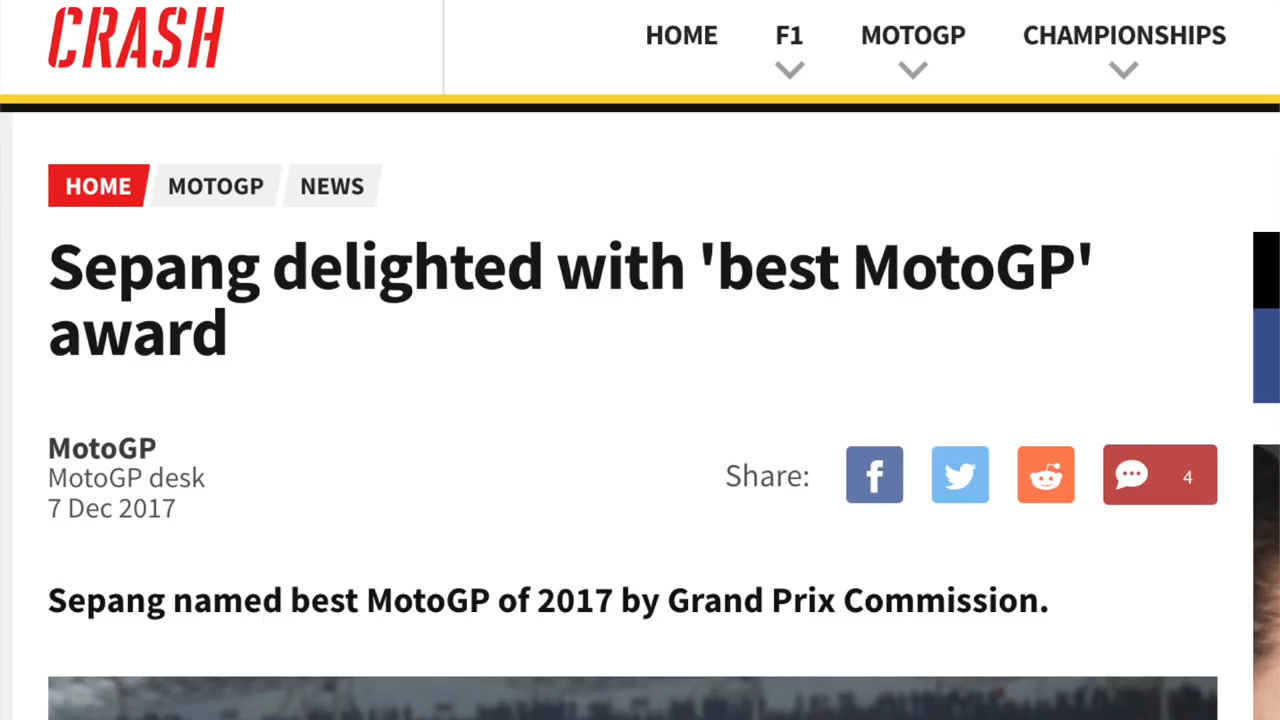 CRASH
HOME F1 MOTOGP CHAMPIONSHIPS
HOME MOTOGP NEWS
Sepang delighted with 'best MotoGP'
award
MotoGP
MotoGP desk
7 Dec 2017
Share: f 4
Sepang named best MotoGP of 2017 by Grand Prix Commission.